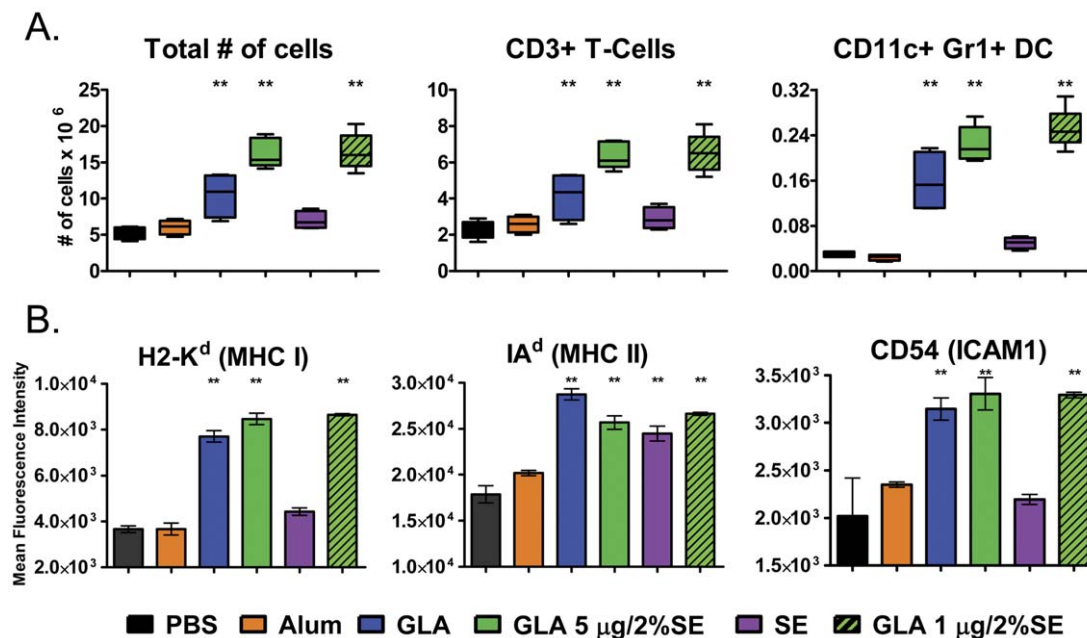 A.
Total # of cells
CD3+ T-Cells
CD11c+ Gr1+ DC
# of cells x 10⁶
25
20
15
10
5
0
** ** **
10
8
6
4
2
0
** ** **
0.32
0.24
0.16
0.08
0.00
** ** **
B.
H2-Kᵈ (MHC I)
IAᵈ (MHC II)
CD54 (ICAM1)
Mean Fluorescence Intensity
1.0×10⁴
8.0×10³
6.0×10³
4.0×10³
2.0×10³
** ** **
3.0×10⁴
2.5×10⁴
2.0×10⁴
1.5×10⁴
1.0×10⁴
** ** ** **
3.5×10³
3.0×10³
2.5×10³
2.0×10³
1.5×10³
** ** **
PBS Alum GLA GLA 5 µg/2%SE SE GLA 1 µg/2%SE